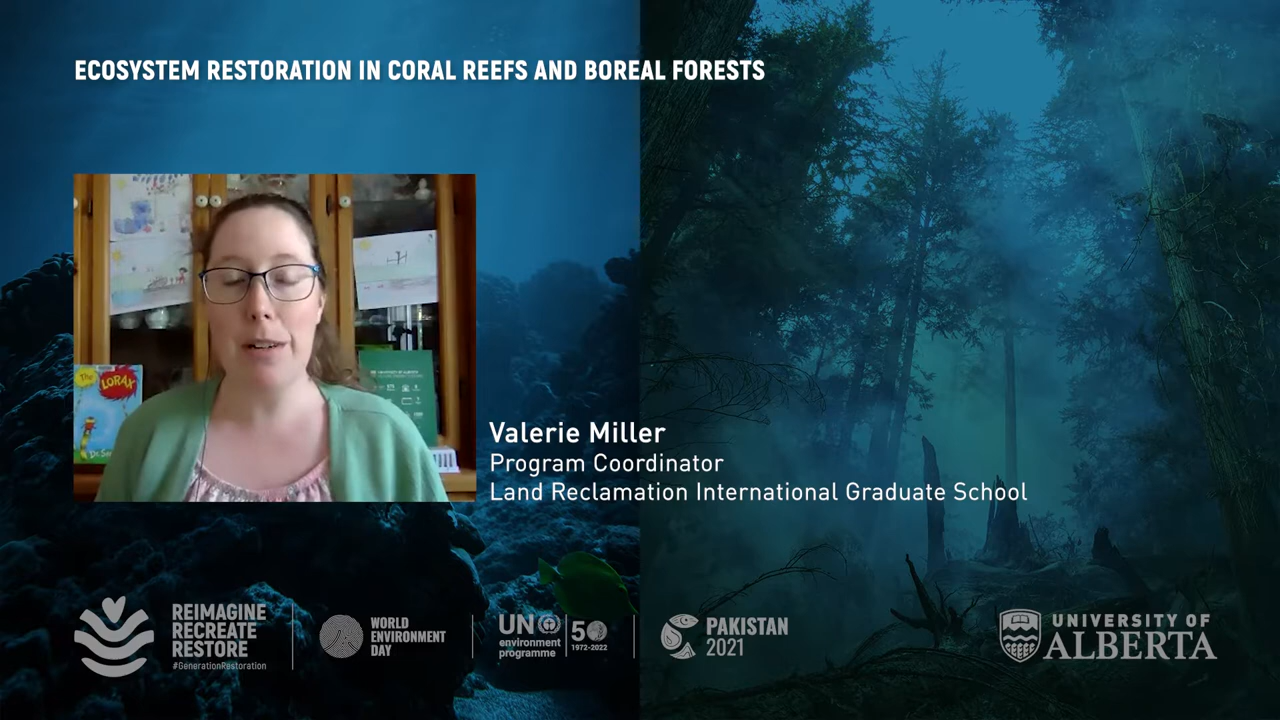 ECOSYSTEM RESTORATION IN CORAL REEFS AND BOREAL FORESTS
The
LORAX
Valerie Miller
Program Coordinator
Land Reclamation International Graduate School
REIMAGINE
RECREATE
RESTORE
#GenerationRestoration
WORLD
ENVIRONMENT
DAY
UN
environment
programme
50
1972-2022
PAKISTAN
2021
UNIVERSITY OF
ALBERTA